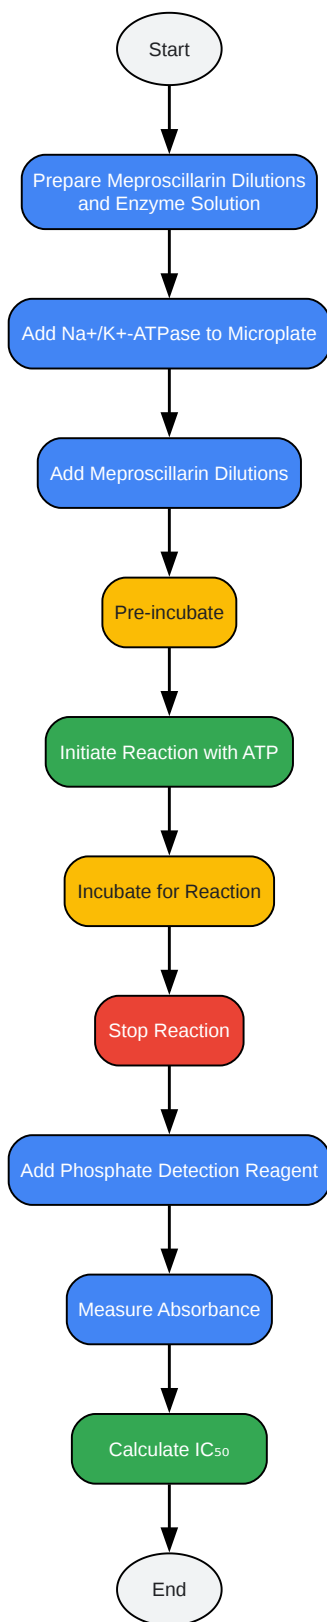 Start
Prepare Meproscillarin Dilutions
and Enzyme Solution
Add Na+/K+-ATPase to Microplate
Add Meproscillarin Dilutions
Pre-incubate
Initiate Reaction with ATP
Incubate for Reaction
Stop Reaction
Add Phosphate Detection Reagent
Measure Absorbance
Calculate IC₅₀
End